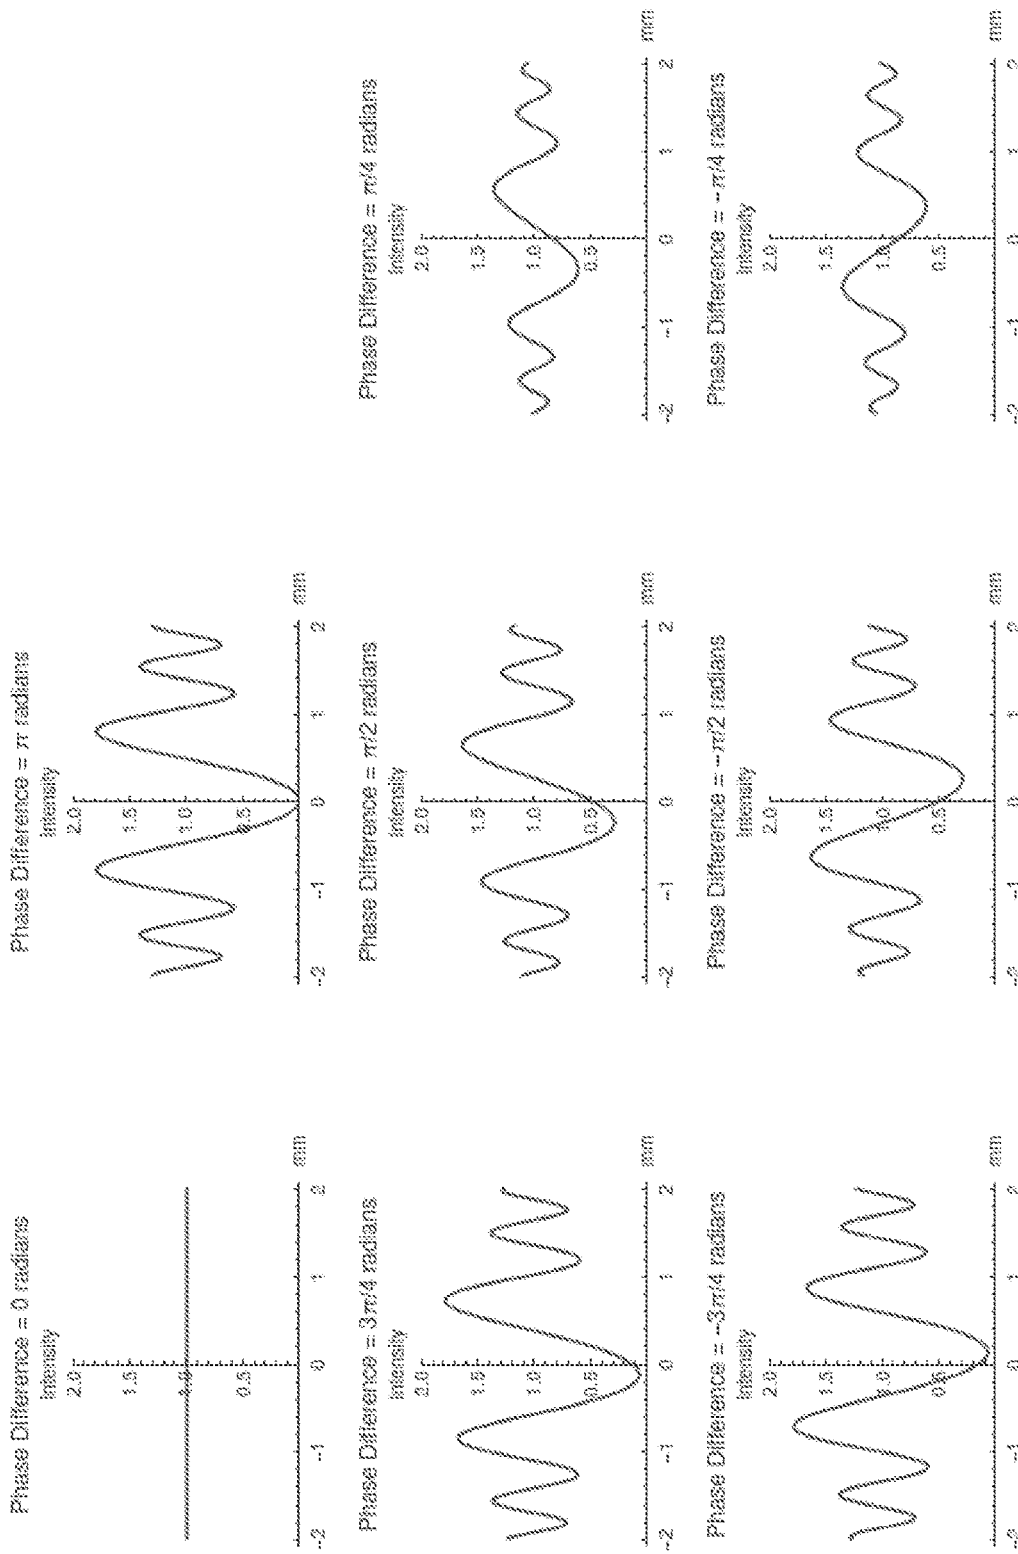 Phase Difference = 0 radians
Intensity
2.0
1.0
0.5
-2
-1
0
1
2
mm
Phase Difference = π radians
Intensity
2.0
1.5
1.0
0.5
-2
-1
0
1
2
mm
Phase Difference = 3π/4 radians
Intensity
2.0
1.5
1.0
0.5
-2
-1
0
1
2
mm
Phase Difference = π/2 radians
Intensity
2.0
1.5
1.0
0.5
-2
-1
0
1
2
mm
Phase Difference = π/4 radians
Intensity
2.0
1.5
1.0
0.5
-2
-1
0
1
2
mm
Phase Difference = -3π/4 radians
Intensity
2.0
1.5
1.0
0.5
-2
-1
0
1
2
mm
Phase Difference = -π/2 radians
Intensity
2.0
1.5
1.0
0.5
-2
-1
0
1
2
mm
Phase Difference = -π/4 radians
Intensity
2.0
1.5
1.0
0.5
-2
-1
0
1
2
mm